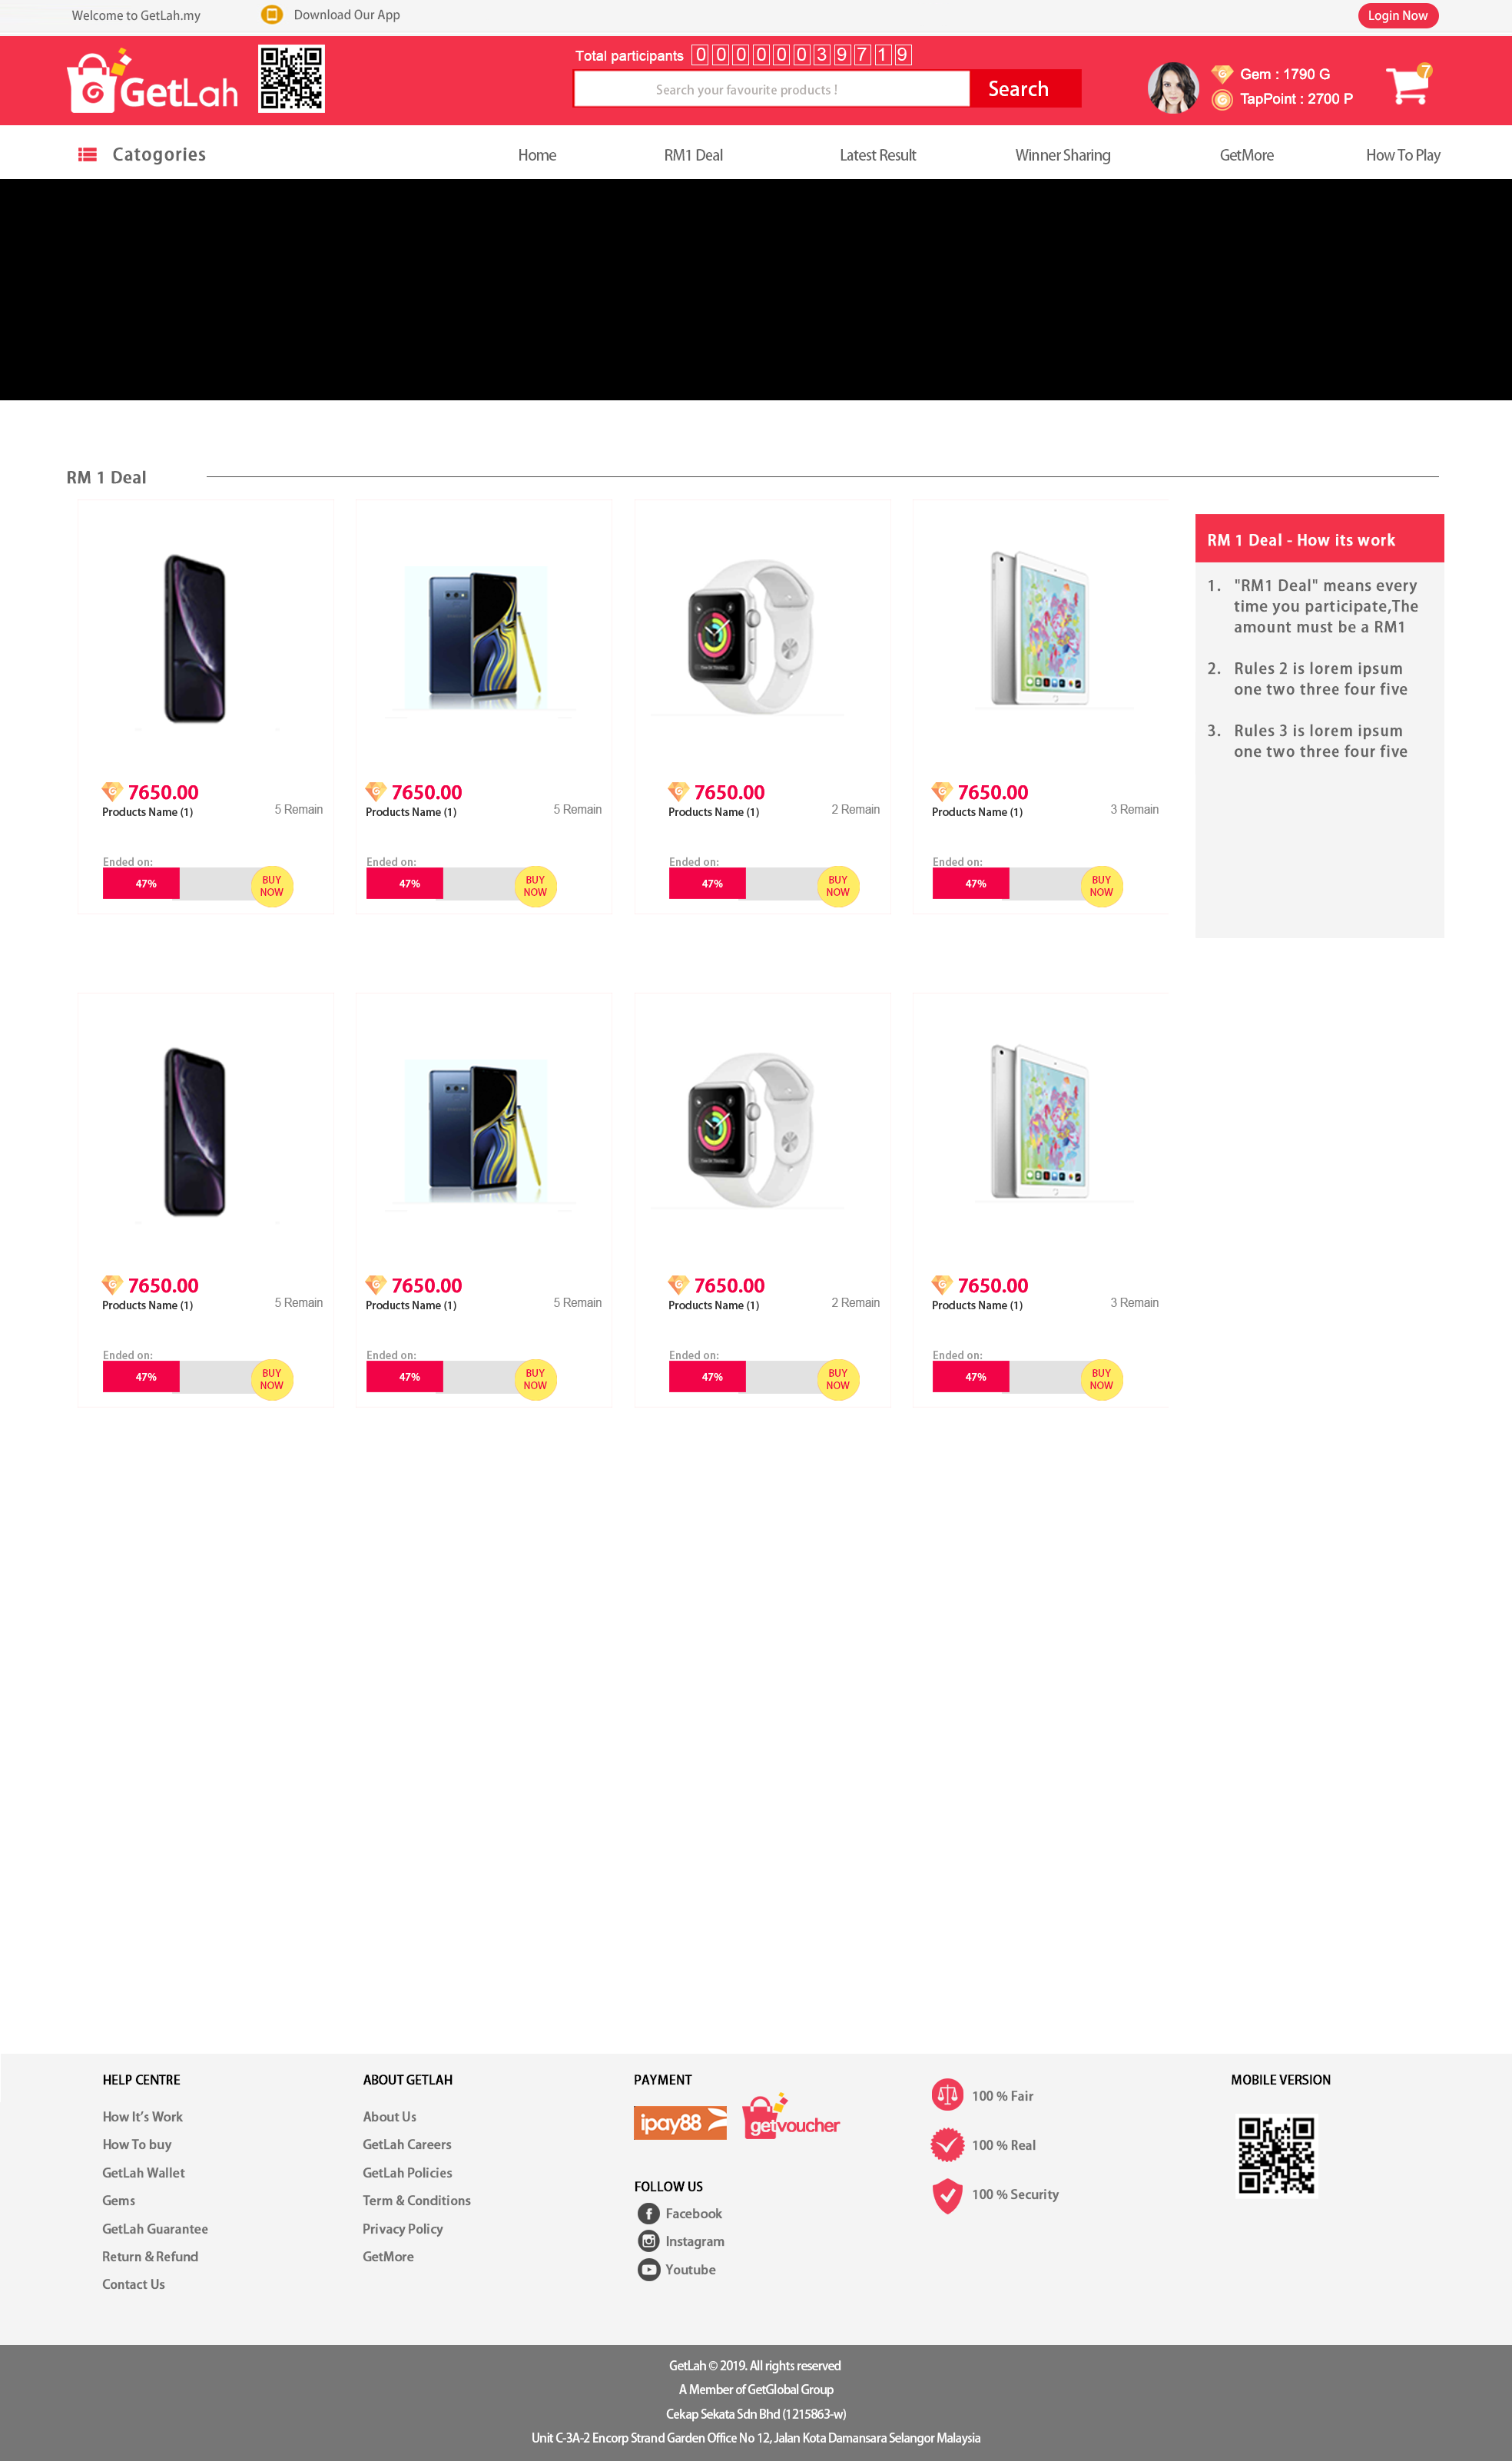 Welcome to GetLah.my
Download Our App
Login Now
GetLah
Total participants 00000039719
Search your favourite products !
Search
Gem : 1790 G
TapPoint : 2700 P
7
Catogories
Home
RM1 Deal
Latest Result
Winner Sharing
GetMore
How To Play
RM 1 Deal
7650.00
Products Name (1)
5 Remain
Ended on:
47%
BUY
NOW
7650.00
Products Name (1)
5 Remain
Ended on:
47%
BUY
NOW
7650.00
Products Name (1)
2 Remain
Ended on:
47%
BUY
NOW
7650.00
Products Name (1)
3 Remain
Ended on:
47%
BUY
NOW
RM 1 Deal - How its work
1. "RM1 Deal" means every
time you participate,The
amount must be a RM1
2. Rules 2 is lorem ipsum
one two three four five
3. Rules 3 is lorem ipsum
one two three four five
7650.00
Products Name (1)
5 Remain
Ended on:
47%
BUY
NOW
7650.00
Products Name (1)
5 Remain
Ended on:
47%
BUY
NOW
7650.00
Products Name (1)
2 Remain
Ended on:
47%
BUY
NOW
7650.00
Products Name (1)
3 Remain
Ended on:
47%
BUY
NOW
HELP CENTRE
How It’s Work
How To buy
GetLah Wallet
Gems
GetLah Guarantee
Return & Refund
Contact Us
ABOUT GETLAH
About Us
GetLah Careers
GetLah Policies
Term & Conditions
Privacy Policy
GetMore
PAYMENT
ipay88
getvoucher
FOLLOW US
Facebook
Instagram
Youtube
100 % Fair
100 % Real
100 % Security
MOBILE VERSION
GetLah © 2019. All rights reserved
A Member of GetGlobal Group
Cekap Sekata Sdn Bhd (1215863-w)
Unit C-3A-2 Encorp Strand Garden Office No 12, Jalan Kota Damansara Selangor Malaysia